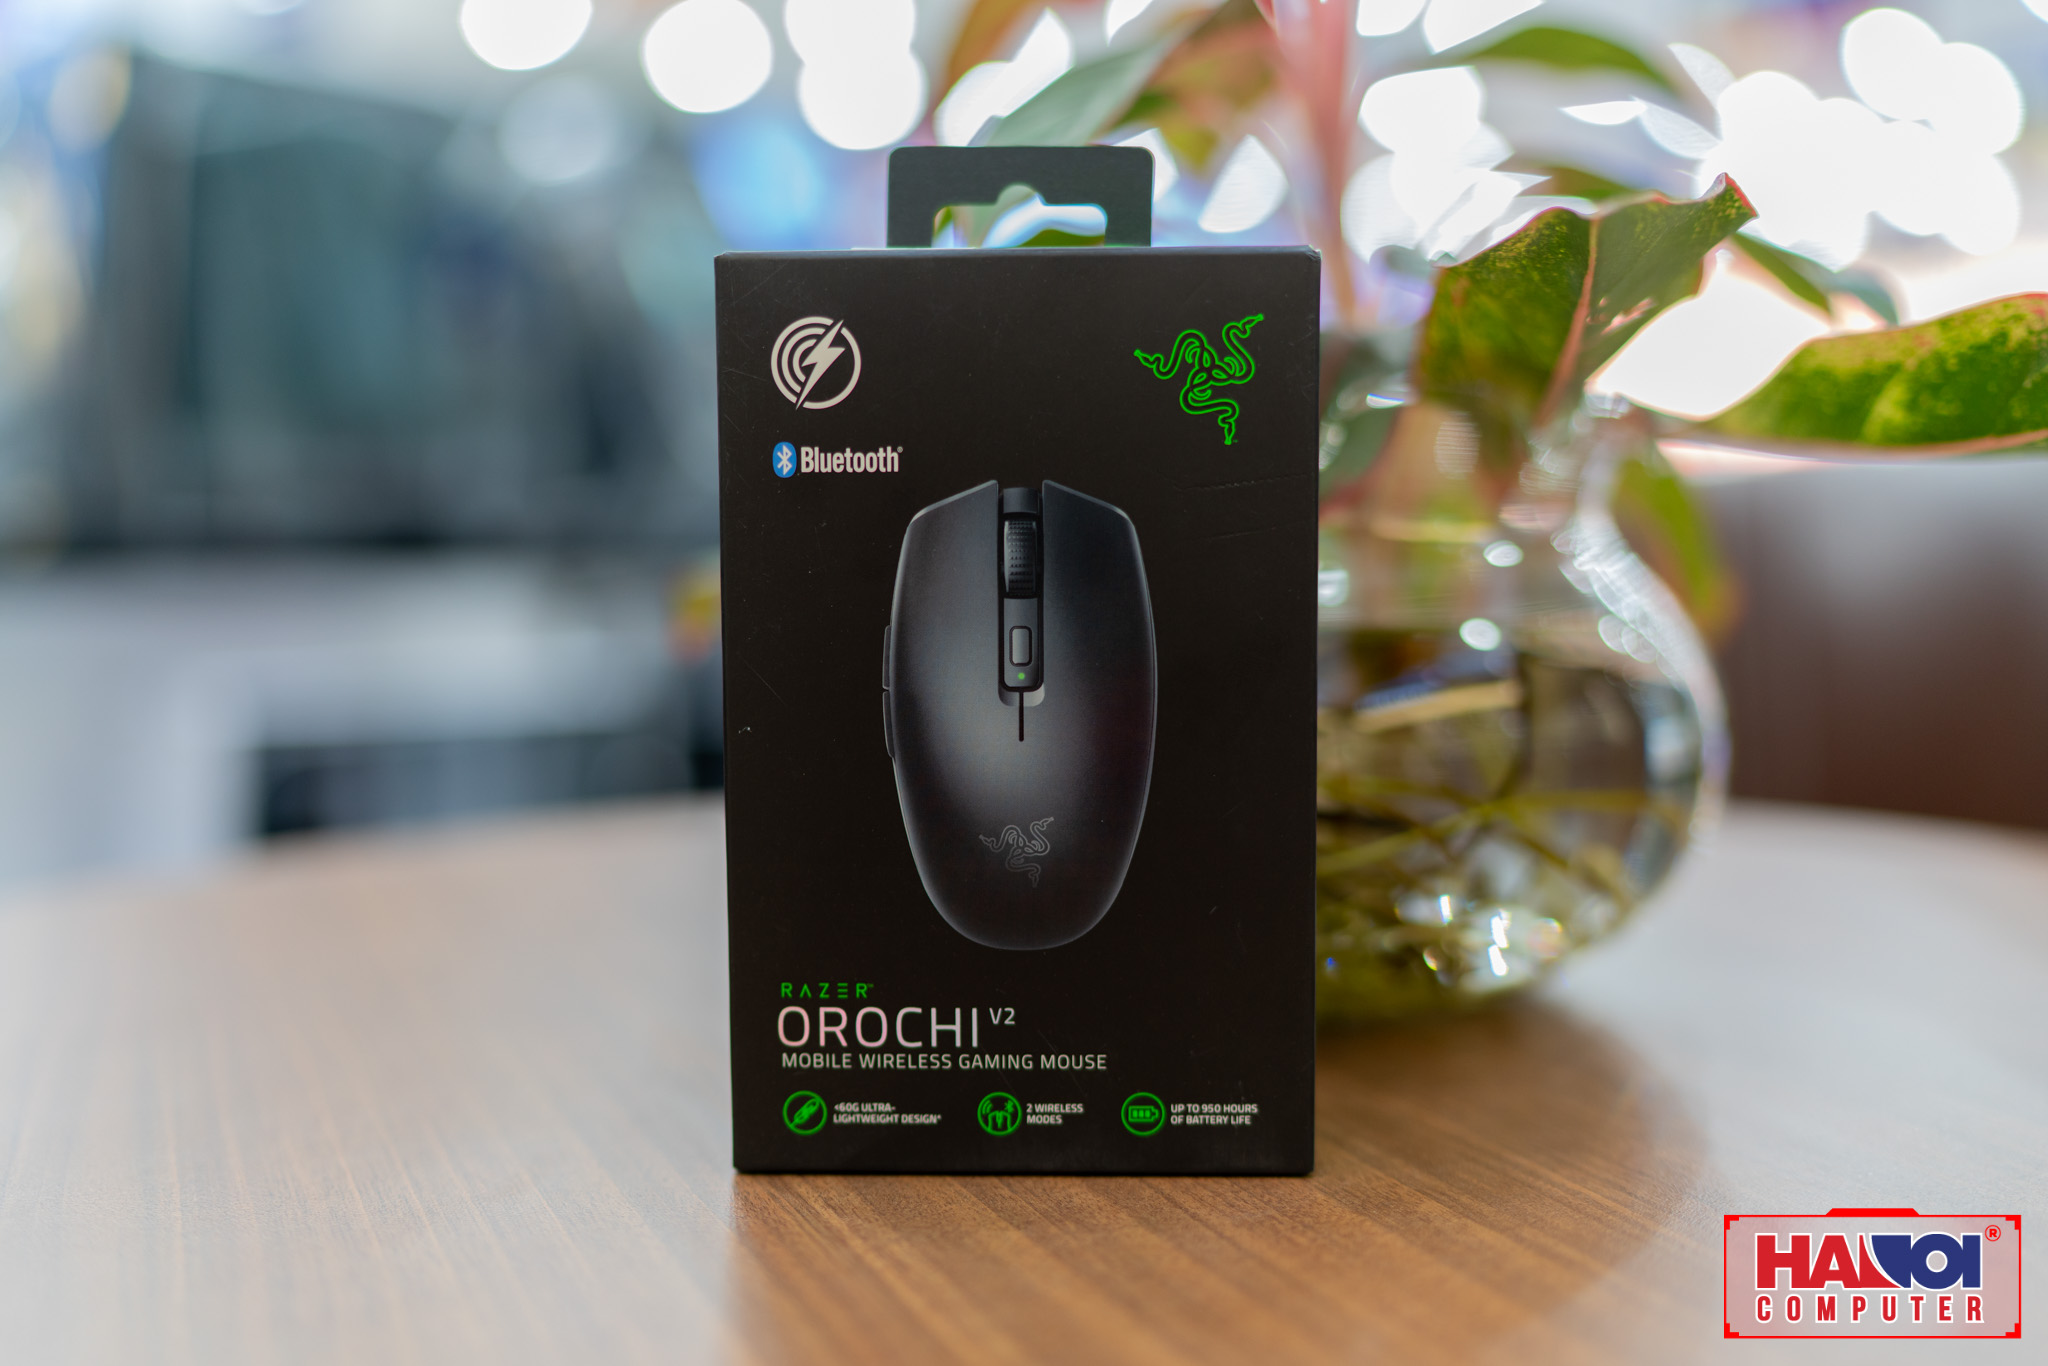 Bluetooth®
RAZER™
OROCHI V2
MOBILE WIRELESS GAMING MOUSE
<60G ULTRA-
LIGHTWEIGHT DESIGN*
2 WIRELESS
MODES
UP TO 950 HOURS
OF BATTERY LIFE
HANOI®
COMPUTER